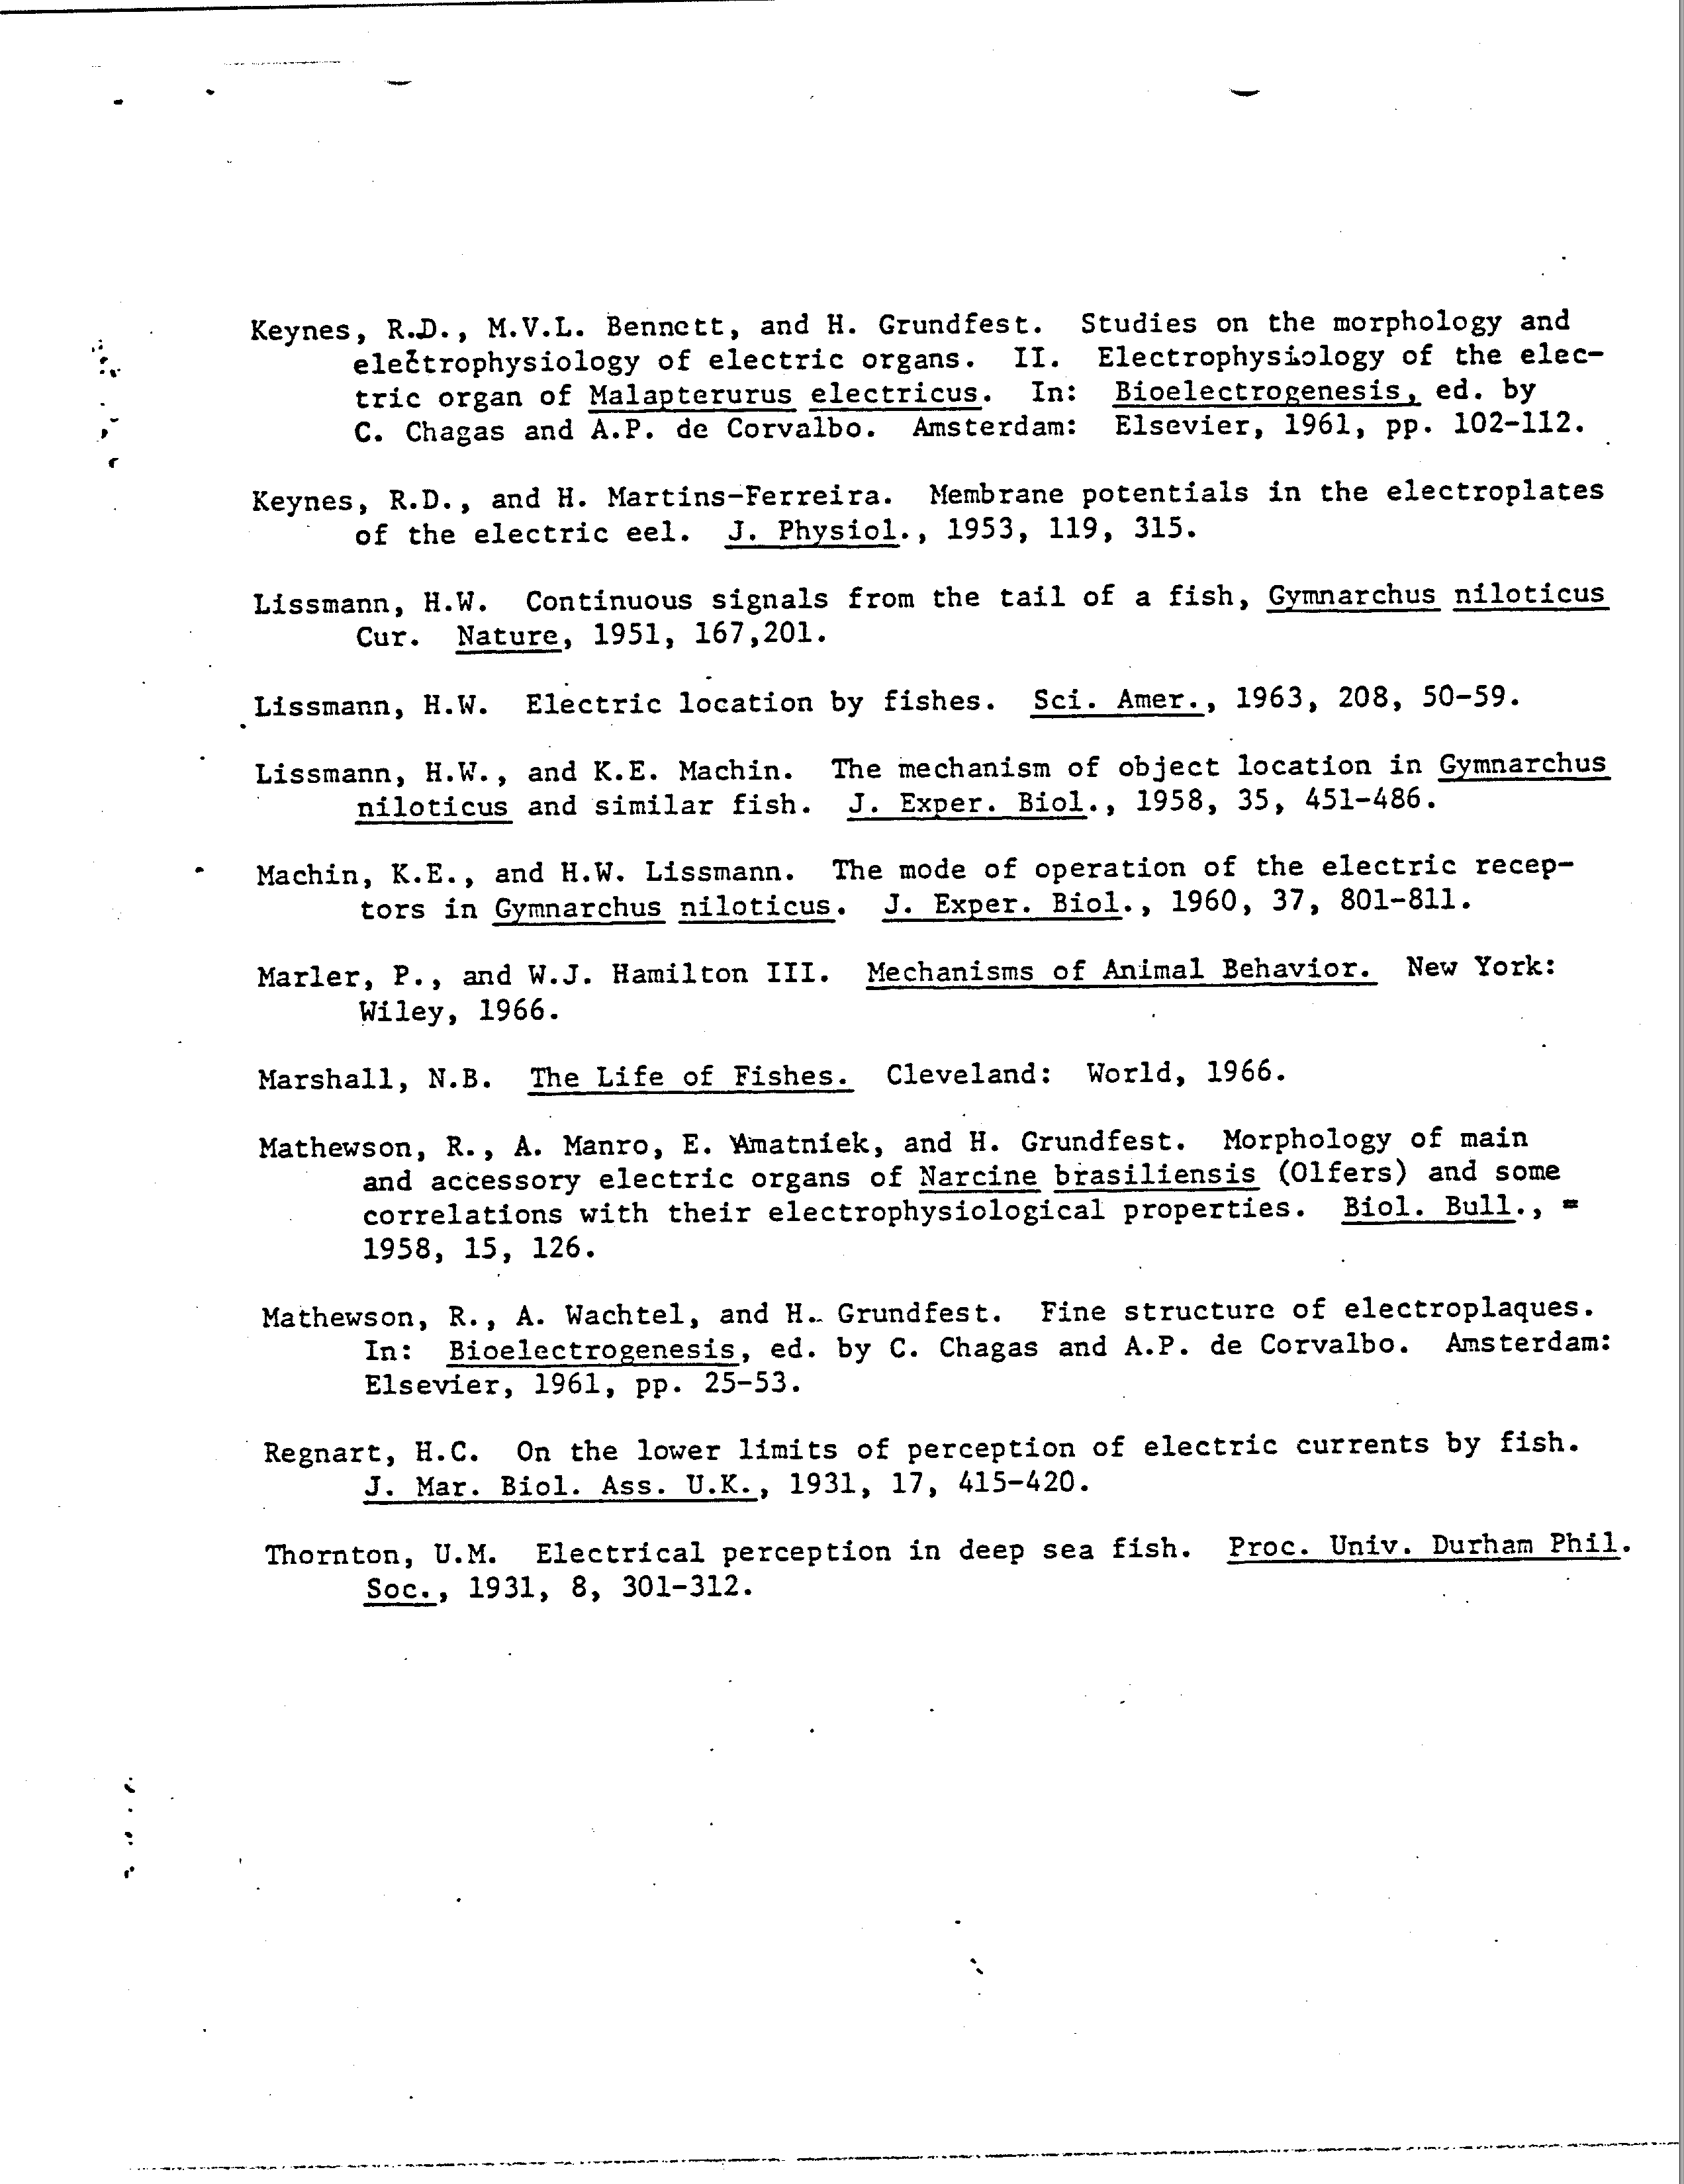 Keynes, R.D., M.V.L. Bennett, and H. Grundfest. Studies on the morphology and
electrophysiology of electric organs. II. Electrophysiology of the elec-
tric organ of Malapterurus electricus. In: Bioelectrogenesis, ed. by
C. Chagas and A.P. de Corvalbo. Amsterdam: Elsevier, 1961, pp. 102-112.
Keynes, R.D., and H. Martins-Ferreira. Membrane potentials in the electroplates
of the electric eel. J. Physiol., 1953, 119, 315.
Lissmann, H.W. Continuous signals from the tail of a fish, Gymnarchus niloticus
Cur. Nature, 1951, 167,201.
Lissmann, H.W. Electric location by fishes. Sci. Amer., 1963, 208, 50-59.
Lissmann, H.W., and K.E. Machin. The mechanism of object location in Gymnarchus
niloticus and similar fish. J. Exper. Biol., 1958, 35, 451-486.
Machin, K.E., and H.W. Lissmann. The mode of operation of the electric recep-
tors in Gymnarchus niloticus. J. Exper. Biol., 1960, 37, 801-811.
Marler, P., and W.J. Hamilton III. Mechanisms of Animal Behavior. New York:
Wiley, 1966.
Marshall, N.B. The Life of Fishes. Cleveland: World, 1966.
Mathewson, R., A. Manro, E. Amatniek, and H. Grundfest. Morphology of main
and accessory electric organs of Narcine brasiliensis (Olfers) and some
correlations with their electrophysiological properties. Biol. Bull., =
1958, 15, 126.
Mathewson, R., A. Wachtel, and H. Grundfest. Fine structure of electroplaques.
In: Bioelectrogenesis, ed. by C. Chagas and A.P. de Corvalbo. Amsterdam:
Elsevier, 1961, pp. 25-53.
Regnart, H.C. On the lower limits of perception of electric currents by fish.
J. Mar. Biol. Ass. U.K., 1931, 17, 415-420.
Thornton, U.M. Electrical perception in deep sea fish. Proc. Univ. Durham Phil.
Soc., 1931, 8, 301-312.